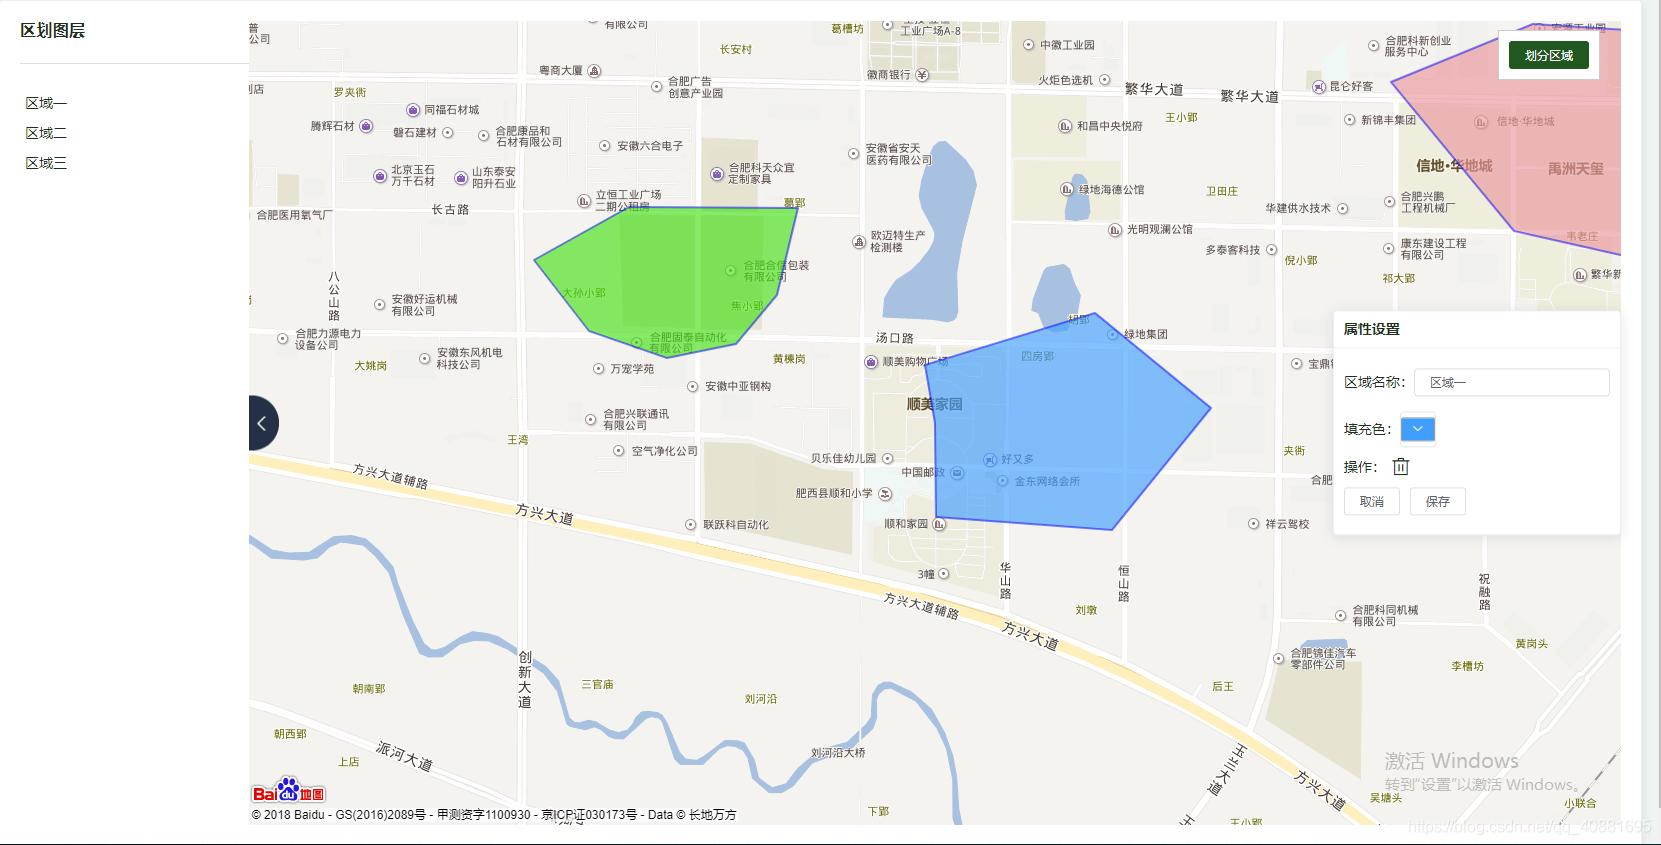 区划图层
区域一
区域二
区域三
有限公司
葛槽坊
工业广场A-8
中徽工业园
合肥科新创业
服务中心
划分区域
公司
长安村
粤商大厦
徽商银行
火炬色选机
繁华大道
繁华大道
昆仑好客
罗夹衖
合肥广告
创意产业园
同福石材城
腾辉石材
磐石建材
合肥康品和
石材有限公司
安徽六合电子
和昌中央悦府
王小郢
新锦丰集团
信地·华地城
安徽省安天
医药有限公司
北京玉石
万千石材
山东泰安
阳升石业
合肥科天众宜
定制家具
信地·华地城
禹洲天玺
立恒工业广场
二期公租房
葛郢
绿地海德公馆
卫田庄
合肥兴鹏
工程机械厂
合肥医用氧气厂
长古路
华建供水技术
光明观澜公馆
韦老庄
欧迈特生产
检测楼
多泰客科技
康东建设工程
有限公司
倪小郢
合肥合信包装
有限公司
祁大郢
繁华新
八公山路
大孙小郢
焦小郢
安徽好运机械
有限公司
胡郢
属性设置
合肥力源电力
设备公司
合肥固泰自动化
有限公司
汤口路
绿地集团
安徽东风机电
科技公司
大姚岗
万宠学苑
黄楝岗
顺美购物广场
四房郢
宝鼎
区域名称：
区域一
安徽中亚钢构
顺美家园
合肥兴联通讯
有限公司
填充色：
王湾
空气净化公司
贝乐佳幼儿园
中国邮政
好又多
夹衖
操作：
金东网络会所
合肥
方兴大道辅路
肥西县顺和小学
取消
保存
方兴大道
联跃科自动化
顺和家园
祥云驾校
3幢
华山路
恒山路
祝融路
方兴大道辅路
刘墩
合肥科同机械
有限公司
方兴大道
黄岗头
创新大道
合肥锦佳汽车
零部件公司
李槽坊
朝南郢
三官庙
刘河沿
后王
朝西郢
派河大道
刘河沿大桥
上店
玉兰大道
方兴大道
激活 Windows
转到"设置"以激活 Windows。
Bai du 地图
吴塘头
小联合
© 2018 Baidu - GS(2016)2089号 - 甲测资字1100930 - 京ICP证030173号 - Data © 长地万方
下郢
王小郢
https://blog.csdn.net/qq_40881695